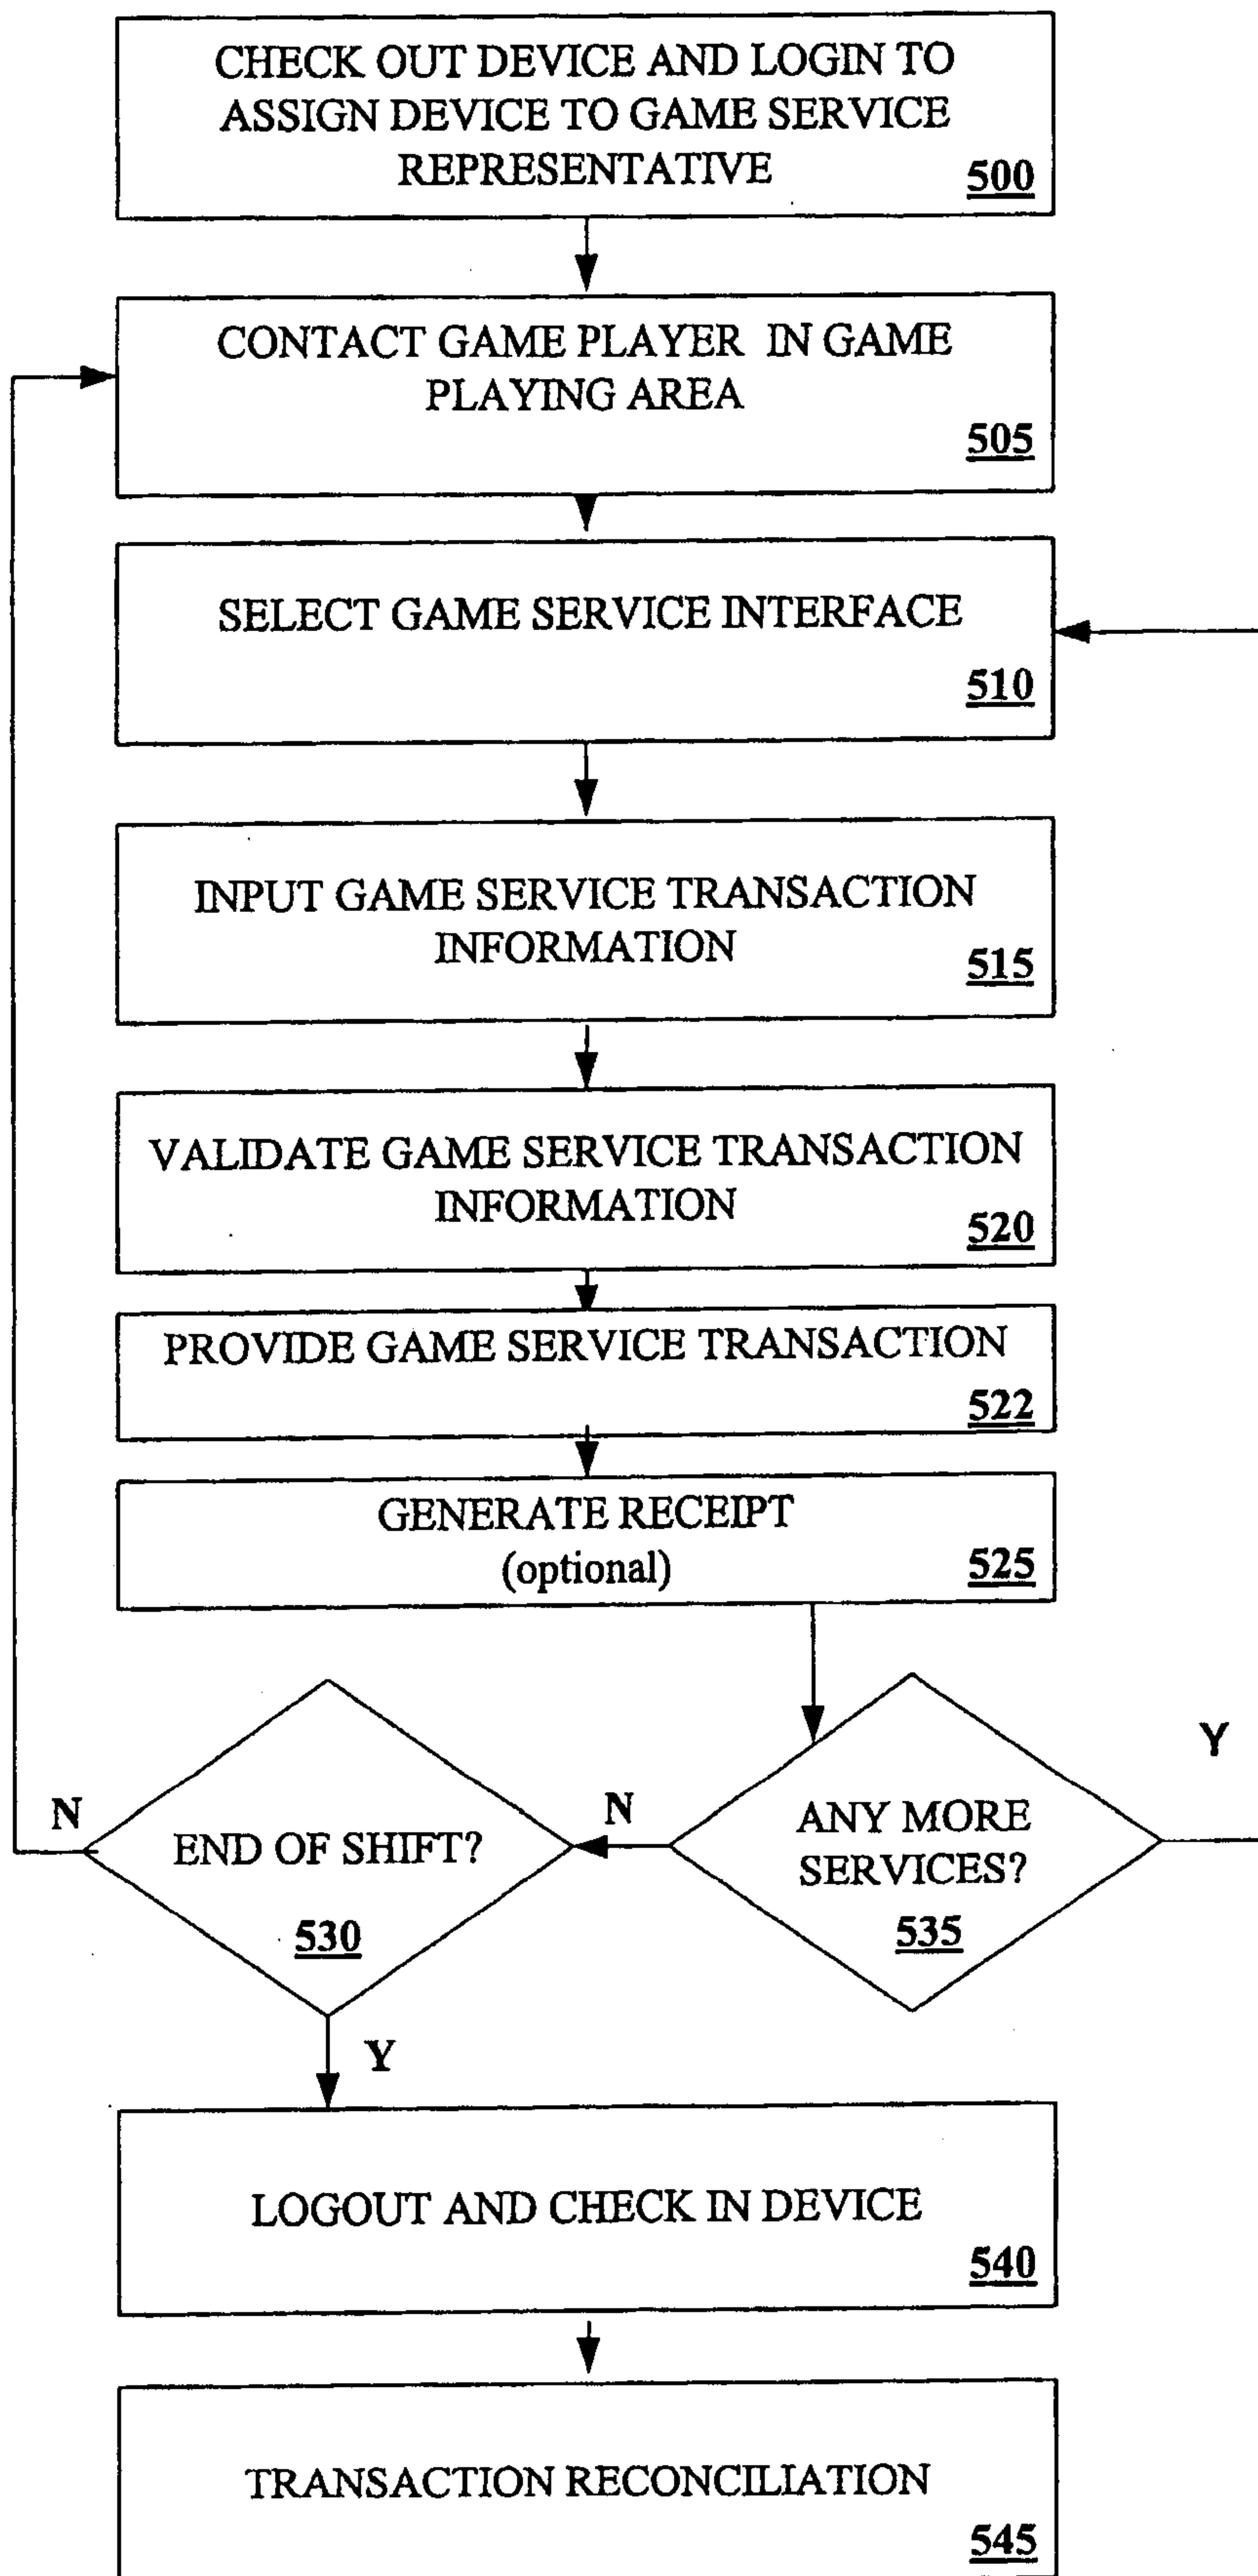 CHECK OUT DEVICE AND LOGIN TO
ASSIGN DEVICE TO GAME SERVICE
REPRESENTATIVE
500
CONTACT GAME PLAYER IN GAME
PLAYING AREA
505
SELECT GAME SERVICE INTERFACE
510
INPUT GAME SERVICE TRANSACTION
INFORMATION
515
VALIDATE GAME SERVICE TRANSACTION
INFORMATION
520
PROVIDE GAME SERVICE TRANSACTION
522
GENERATE RECEIPT
(optional)
525
Y
N
N
ANY MORE
SERVICES?
535
END OF SHIFT?
530
Y
LOGOUT AND CHECK IN DEVICE
540
TRANSACTION RECONCILIATION
545